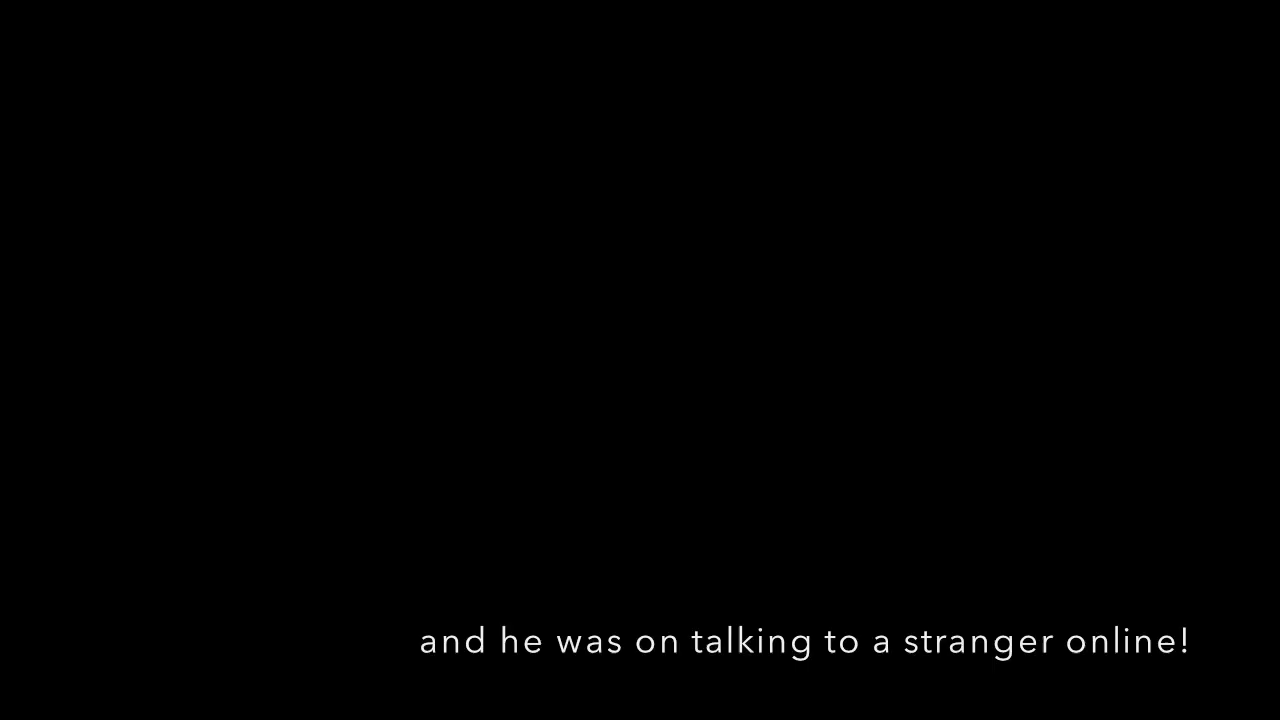 and he was on talking to a stranger online!